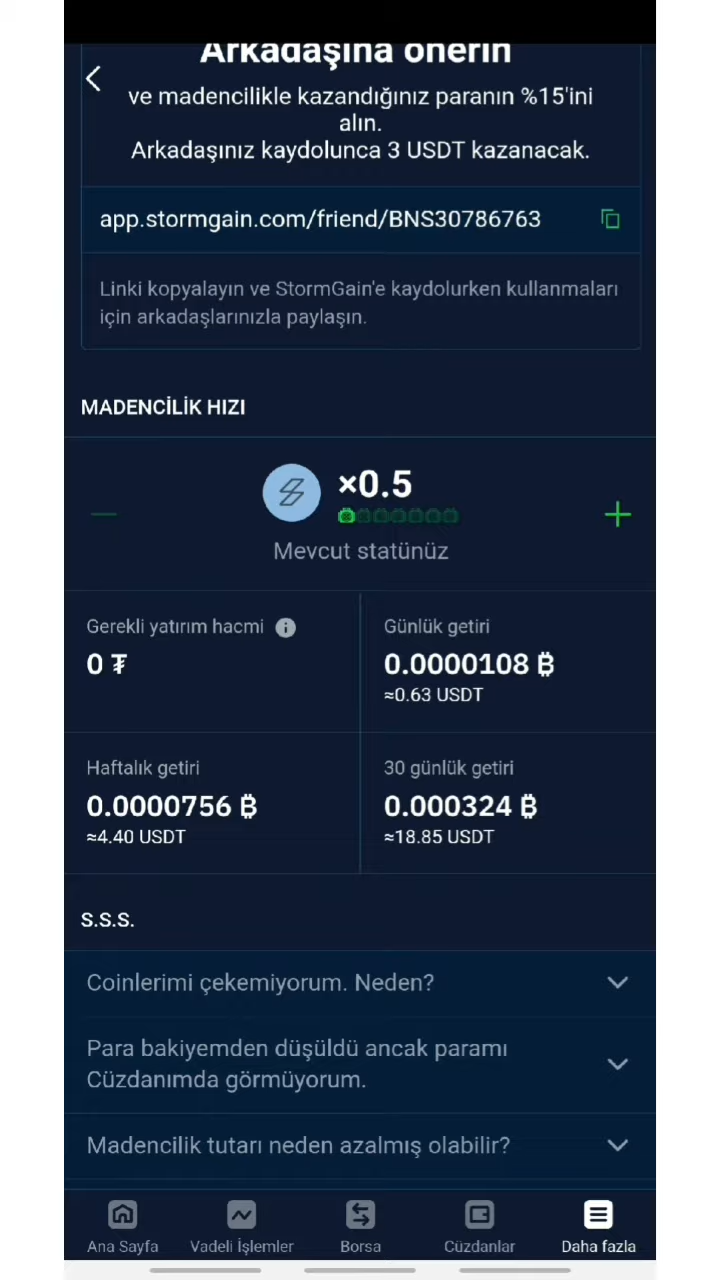 Arkadaşına önerin
ve madencilikle kazandığınız paranın %15'ini
alın.
Arkadaşınız kaydolunca 3 USDT kazanacak.
app.stormgain.com/friend/BNS30786763
Linki kopyalayın ve StormGain'e kaydolurken kullanmaları
için arkadaşlarınızla paylaşın.
MADENCİLİK HIZI
×0.5
Mevcut statünüz
Gerekli yatırım hacmi
0 ₮
Günlük getiri
0.0000108 ₿
≈0.63 USDT
Haftalık getiri
0.0000756 ₿
≈4.40 USDT
30 günlük getiri
0.000324 ₿
≈18.85 USDT
S.S.S.
Coinlerimi çekemiyorum. Neden?
Para bakiyemden düşüldü ancak paramı
Cüzdanımda görmüyorum.
Madencilik tutarı neden azalmış olabilir?
Ana Sayfa
Vadeli İşlemler
Borsa
Cüzdanlar
Daha fazla